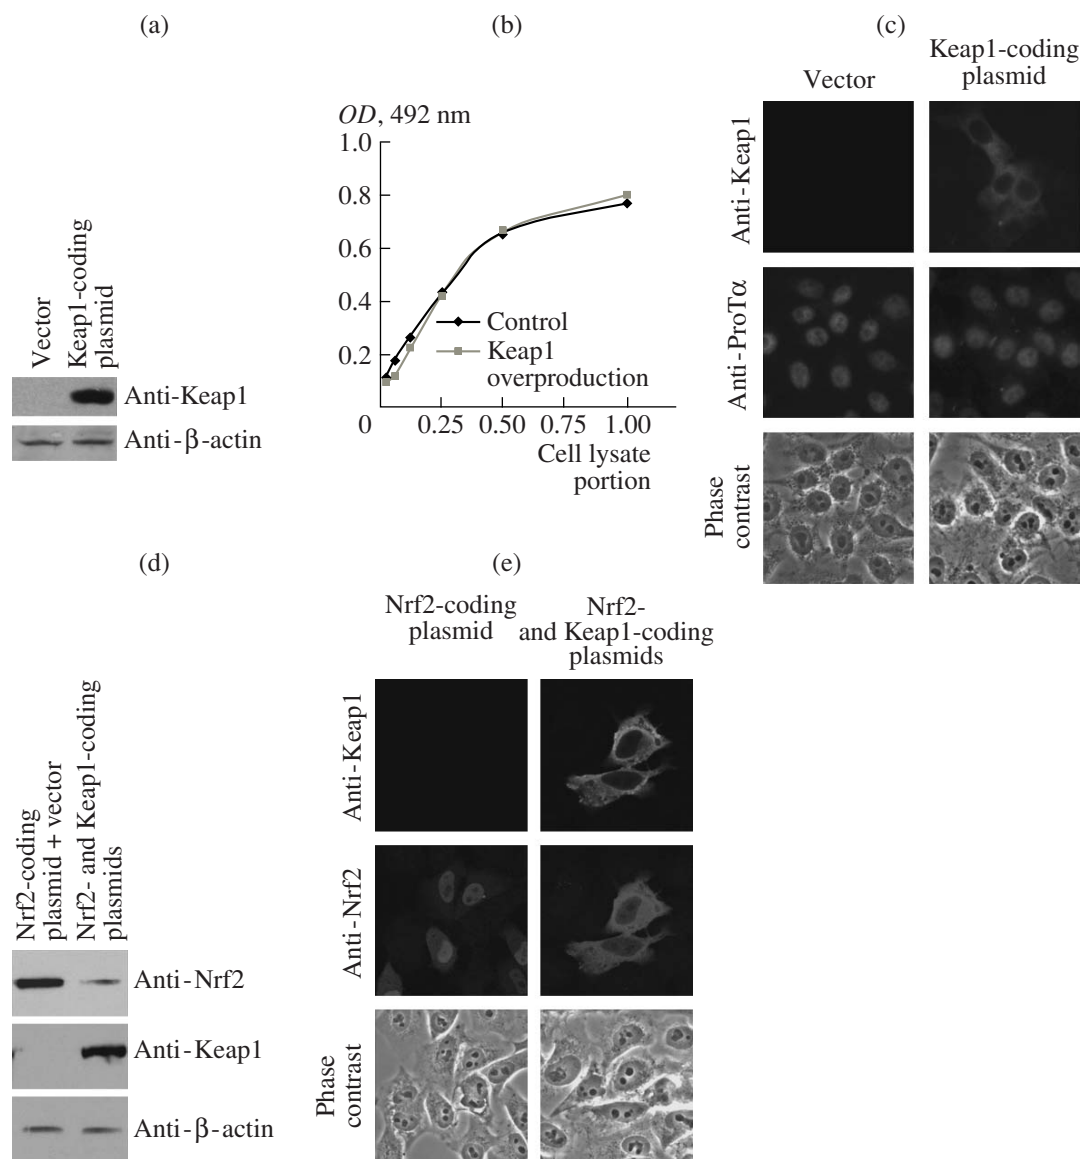 (a)
Vector
Keap1-coding
plasmid
Anti-Keap1
Anti-β-actin
(b)
OD, 492 nm
1.0
0.8
0.6
0.4
0.2
Control
Keap1
overproduction
0
0.25
0.50
0.75
1.00
Cell lysate
portion
(c)
Vector
Keap1-coding
plasmid
Anti-Keap1
Anti-ProTα
Phase
contrast
(d)
Nrf2-coding
plasmid + vector
Nrf2- and Keap1-coding
plasmids
Anti-Nrf2
Anti-Keap1
Anti-β-actin
(e)
Nrf2-coding
plasmid
Nrf2-
and Keap1-coding
plasmids
Anti-Keap1
Anti-Nrf2
Phase
contrast